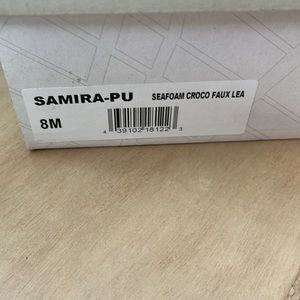 SAMIRA-PU SEAFOAM CROCO FAUX LEA
8M
4 39102 18122 3